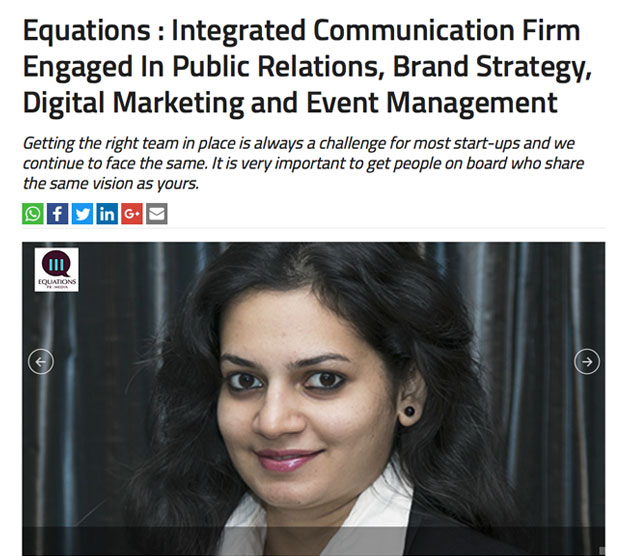 Equations : Integrated Communication Firm
Engaged In Public Relations, Brand Strategy,
Digital Marketing and Event Management
Getting the right team in place is always a challenge for most start-ups and we
continue to face the same. It is very important to get people on board who share
the same vision as yours.
f in G+
Q
EQUATIONS
PR MEDIA